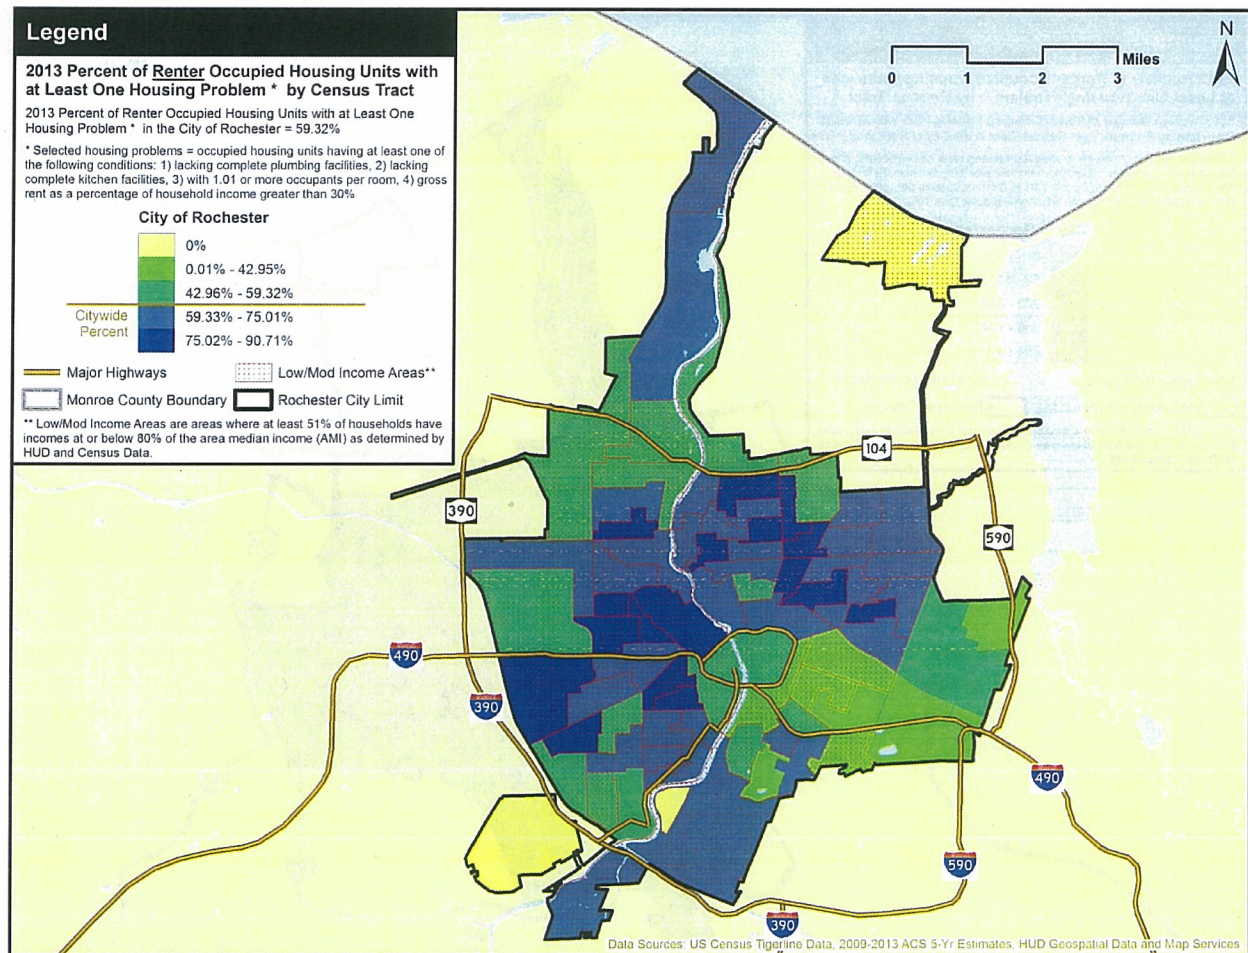 Legend
2013 Percent of Renter Occupied Housing Units with
at Least One Housing Problem * by Census Tract
2013 Percent of Renter Occupied Housing Units with at Least One
Housing Problem * in the City of Rochester = 59.32%
* Selected housing problems = occupied housing units having at least one of
the following conditions: 1) lacking complete plumbing facilities, 2) lacking
complete kitchen facilities, 3) with 1.01 or more occupants per room, 4) gross
rent as a percentage of household income greater than 30%
City of Rochester
0%
0.01% - 42.95%
42.96% - 59.32%
Citywide
Percent
59.33% - 75.01%
75.02% - 90.71%
Major Highways
Low/Mod Income Areas**
Monroe County Boundary
Rochester City Limit
** Low/Mod Income Areas are areas where at least 51% of households have
incomes at or below 80% of the area median income (AMI) as determined by
HUD and Census Data.
0 1 2 3 Miles
N
104
390
590
490
390
490
590
390
Data Sources: US Census Tigerline Data, 2009-2013 ACS 5-Yr Estimates, HUD Geospatial Data and Map Services